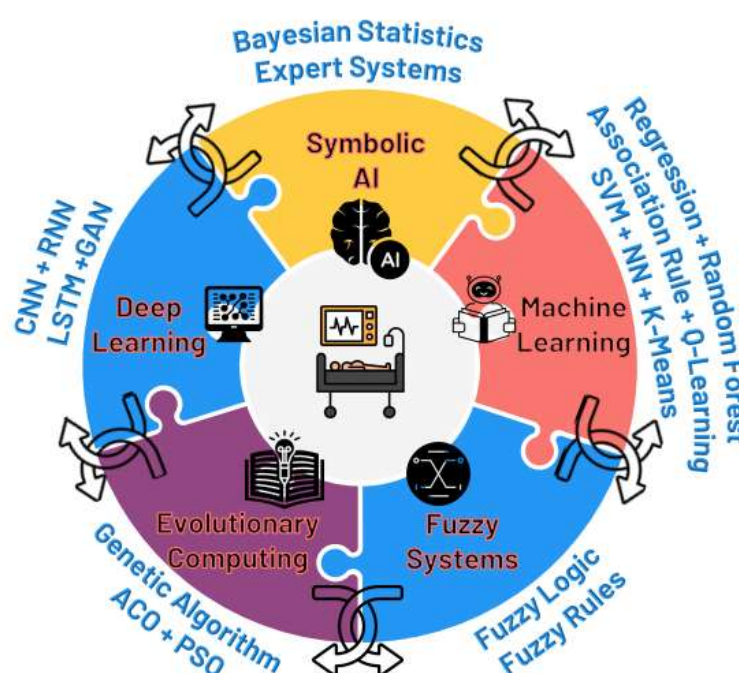 Bayesian Statistics
Expert Systems
Symbolic
AI
AI
Regression + Random Forest
Association Rule + Q-Learning
SVM + NN + K-Means
Machine
Learning
CNN + RNN
LSTM +GAN
Deep
Learning
Evolutionary
Computing
Fuzzy
Systems
Genetic Algorithm
ACO + PSO
Fuzzy Logic
Fuzzy Rules